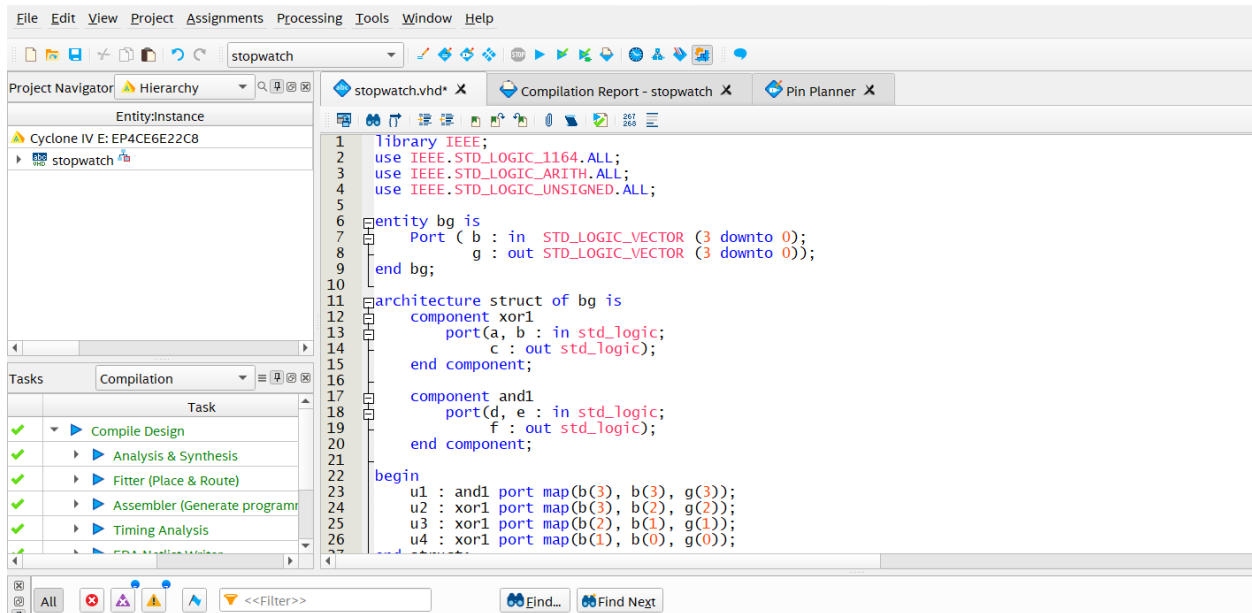 File Edit View Project Assignments Processing Tools Window Help
stopwatch
Project Navigator Hierarchy
Entity:Instance
Cyclone IV E: EP4CE6E22C8
stopwatch
Tasks Compilation
Task
Compile Design
Analysis & Synthesis
Fitter (Place & Route)
Assembler (Generate programm
Timing Analysis
EDA Netlist Writer
stopwatch.vhd* Compilation Report - stopwatch Pin Planner
267
268
1 library IEEE;
2 use IEEE.STD_LOGIC_1164.ALL;
3 use IEEE.STD_LOGIC_ARITH.ALL;
4 use IEEE.STD_LOGIC_UNSIGNED.ALL;
5
6 entity bg is
7 Port ( b : in STD_LOGIC_VECTOR (3 downto 0);
8 g : out STD_LOGIC_VECTOR (3 downto 0));
9 end bg;
10
11 architecture struct of bg is
12 component xor1
13 port(a, b : in std_logic;
14 c : out std_logic);
15 end component;
16
17 component and1
18 port(d, e : in std_logic;
19 f : out std_logic);
20 end component;
21
22 begin
23 u1 : and1 port map(b(3), b(3), g(3));
24 u2 : xor1 port map(b(3), b(2), g(2));
25 u3 : xor1 port map(b(2), b(1), g(1));
26 u4 : xor1 port map(b(1), b(0), g(0));
27 end struct;
All <<Filter>> Find... Find Next